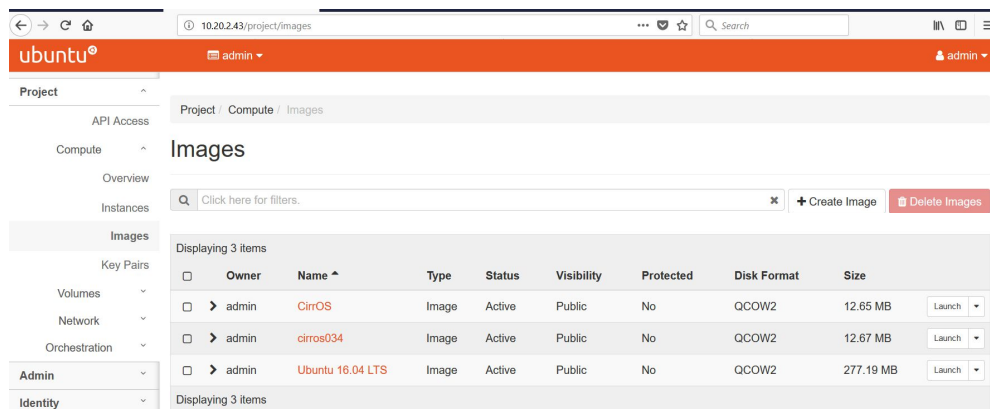 10.20.2.43/project/images
Search
ubuntu®
admin
admin
Project
API Access
Compute
Overview
Instances
Images
Key Pairs
Volumes
Network
Orchestration
Admin
Identity
Project / Compute / Images
Images
Click here for filters.
+ Create Image
Delete Images
Displaying 3 items
Owner Name Type Status Visibility Protected Disk Format Size
admin CirrOS Image Active Public No QCOW2 12.65 MB Launch
admin cirros034 Image Active Public No QCOW2 12.67 MB Launch
admin Ubuntu 16.04 LTS Image Active Public No QCOW2 277.19 MB Launch
Displaying 3 items